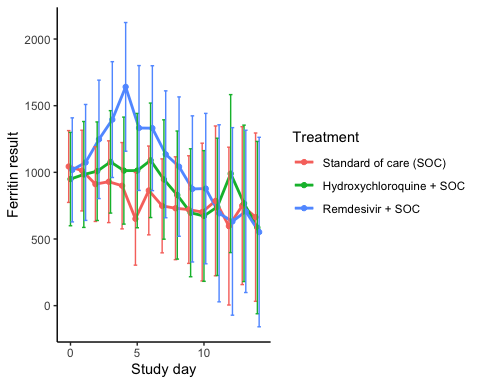 2000
1500
1000
500
0
Ferritin result
0
5
10
Study day
Treatment
Standard of care (SOC)
Hydroxychloroquine + SOC
Remdesivir + SOC